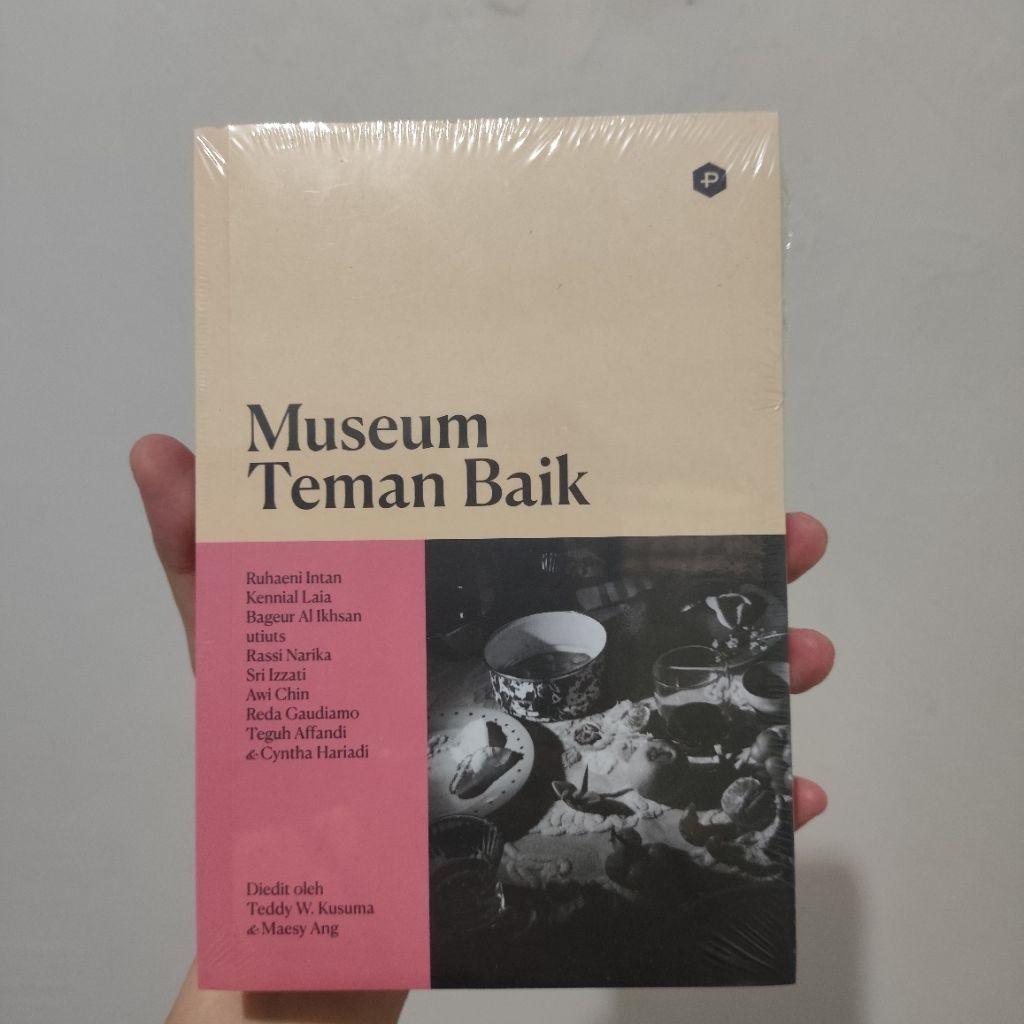 P
Museum
Teman Baik
Ruhaeni Intan
Kennial Laia
Bageur Al Ikhsan
utiuts
Rassi Narika
Sri Izzati
Awi Chin
Reda Gaudiamo
Teguh Affandi
& Cyntha Hariadi
Diedit oleh
Teddy W. Kusuma
& Maesy Ang